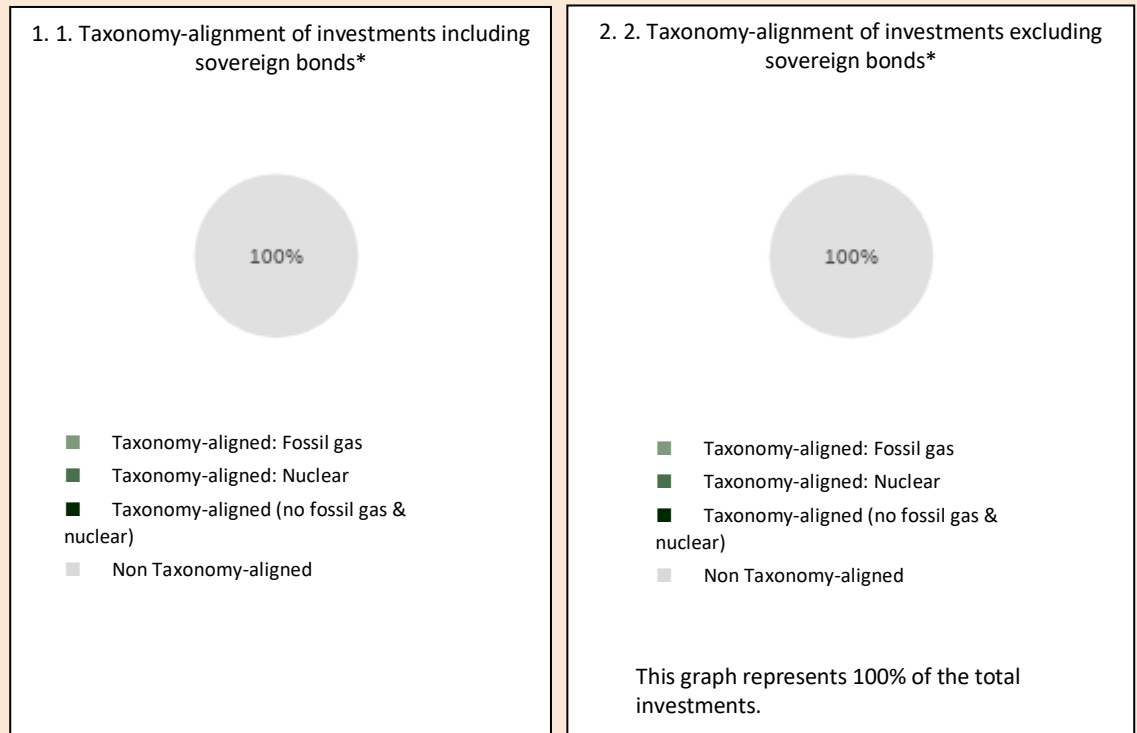 1. 1. Taxonomy-alignment of investments including
sovereign bonds*
100%
Taxonomy-aligned: Fossil gas
Taxonomy-aligned: Nuclear
Taxonomy-aligned (no fossil gas &
nuclear)
Non Taxonomy-aligned
2. 2. Taxonomy-alignment of investments excluding
sovereign bonds*
100%
Taxonomy-aligned: Fossil gas
Taxonomy-aligned: Nuclear
Taxonomy-aligned (no fossil gas &
nuclear)
Non Taxonomy-aligned
This graph represents 100% of the total
investments.